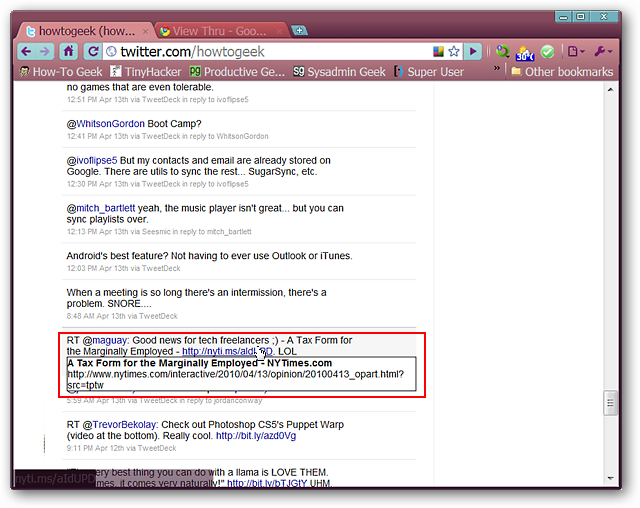 howtogeek (how...
View Thru - Goo...
twitter.com/howtogeek
30°C
How-To Geek
TinyHacker
Productive Ge...
Sysadmin Geek
Super User
»
Other bookmarks
no games that are even tolerable.
12:51 PM Apr 13th via TweetDeck in reply to ivoflipse5
@WhitsonGordon Boot Camp?
12:41 PM Apr 13th via TweetDeck in reply to WhitsonGordon
@ivoflipse5 But my contacts and email are already stored on
Google. There are utils to sync the rest... SugarSync, etc.
12:30 PM Apr 13th via TweetDeck in reply to ivoflipse5
@mitch_bartlett yeah, the music player isn't great... but you can
sync playlists over.
12:13 PM Apr 13th via Seesmic in reply to mitch_bartlett
Android's best feature? Not having to ever use Outlook or iTunes.
12:03 PM Apr 13th via TweetDeck
When a meeting is so long there's an intermission, there's a
problem. SNORE....
8:48 AM Apr 13th via TweetDeck
RT @maguay: Good news for tech freelancers ;) - A Tax Form for
the Marginally Employed - http://nyti.ms/aIdUPD. LOL
A Tax Form for the Marginally Employed - NYTimes.com
http://www.nytimes.com/interactive/2010/04/13/opinion/20100413_opart.html?
src=tptw
5:59 AM Apr 13th via TweetDeck in reply to jordanconway
RT @TrevorBekolay: Check out Photoshop CS5's Puppet Warp
(video at the bottom). Really cool. http://bit.ly/azd0Vg
9:11 PM Apr 12th via TweetDeck
very best thing you can do with a llama is LOVE THEM.
it comes very naturally!" http://bit.ly/bTJGtY UHM.
nyti.ms/aIdUPD